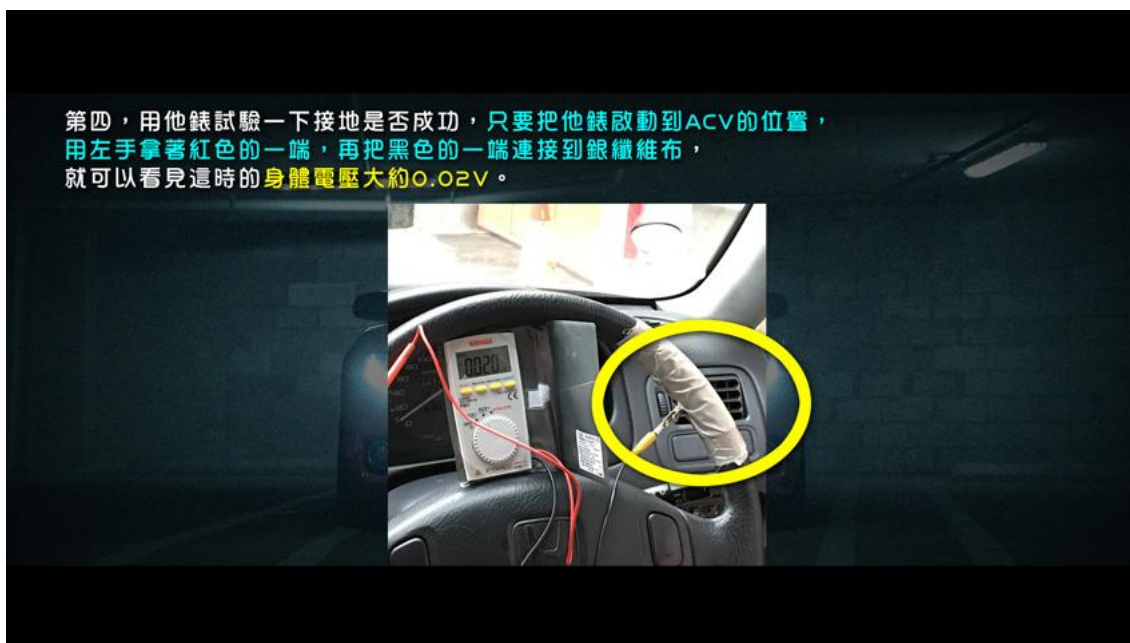 第四，用他錶試驗一下接地是否成功，只要把他錶啟動到ACV的位置，
用左手拿著紅色的一端，再把黑色的一端連接到銀纖維布，
就可以看見這時的身體電壓大約0.02V。
0.020